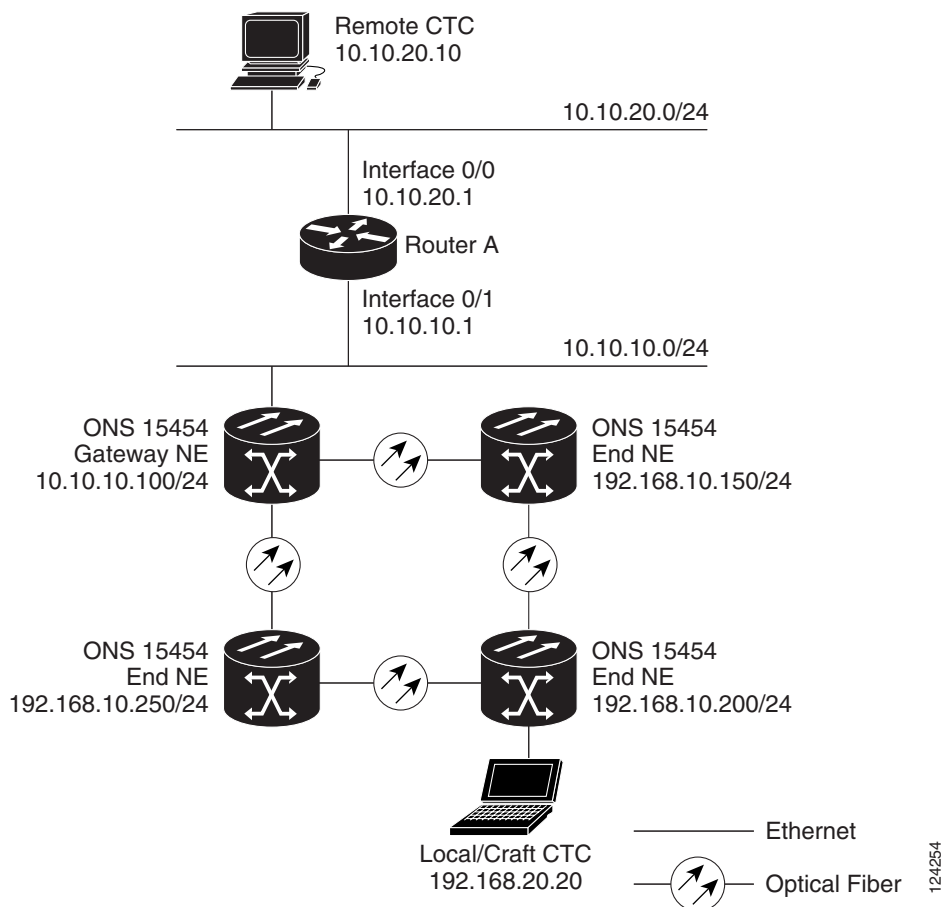 Remote CTC
10.10.20.10
10.10.20.0/24
Interface 0/0
10.10.20.1
Router A
Interface 0/1
10.10.10.1
10.10.10.0/24
ONS 15454
Gateway NE
10.10.10.100/24
ONS 15454
End NE
192.168.10.150/24
ONS 15454
End NE
192.168.10.250/24
ONS 15454
End NE
192.168.10.200/24
Local/Craft CTC
192.168.20.20
Ethernet
Optical Fiber
124254